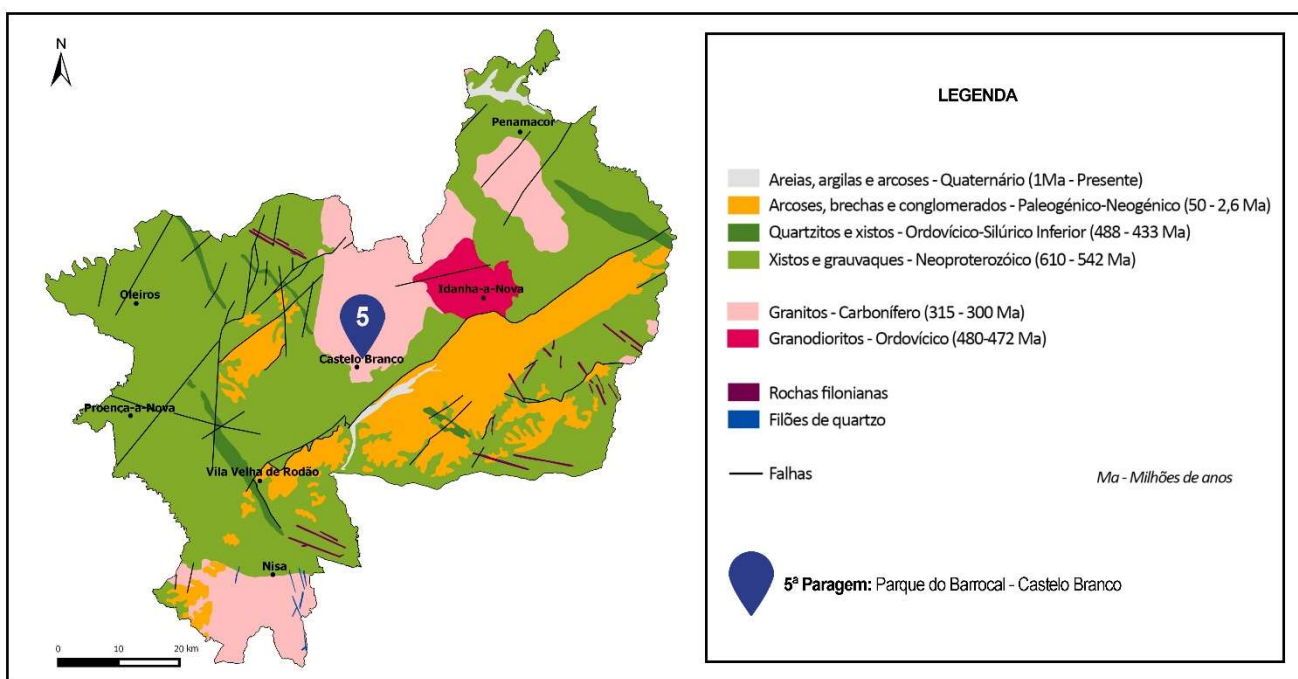 N
Penamacor
Idanha-a-Nova
Oleiros
5
Castelo Branco
Proença-a-Nova
Vila Velha de Rodão
Nisa
0 10 20 km
LEGENDA
Areias, argilas e arcoses - Quaternário (1Ma - Presente)
Arcoses, brechas e conglomerados - Paleogénico-Neogénico (50 - 2,6 Ma)
Quartzitos e xistos - Ordovícico-Silúrico Inferior (488 - 433 Ma)
Xistos e grauvaques - Neoproterozóico (610 - 542 Ma)
Granitos - Carbonífero (315 - 300 Ma)
Granodioritos - Ordovícico (480-472 Ma)
Rochas filonianas
Filões de quartzo
Falhas
Ma - Milhões de anos
5ª Paragem: Parque do Barrocal - Castelo Branco